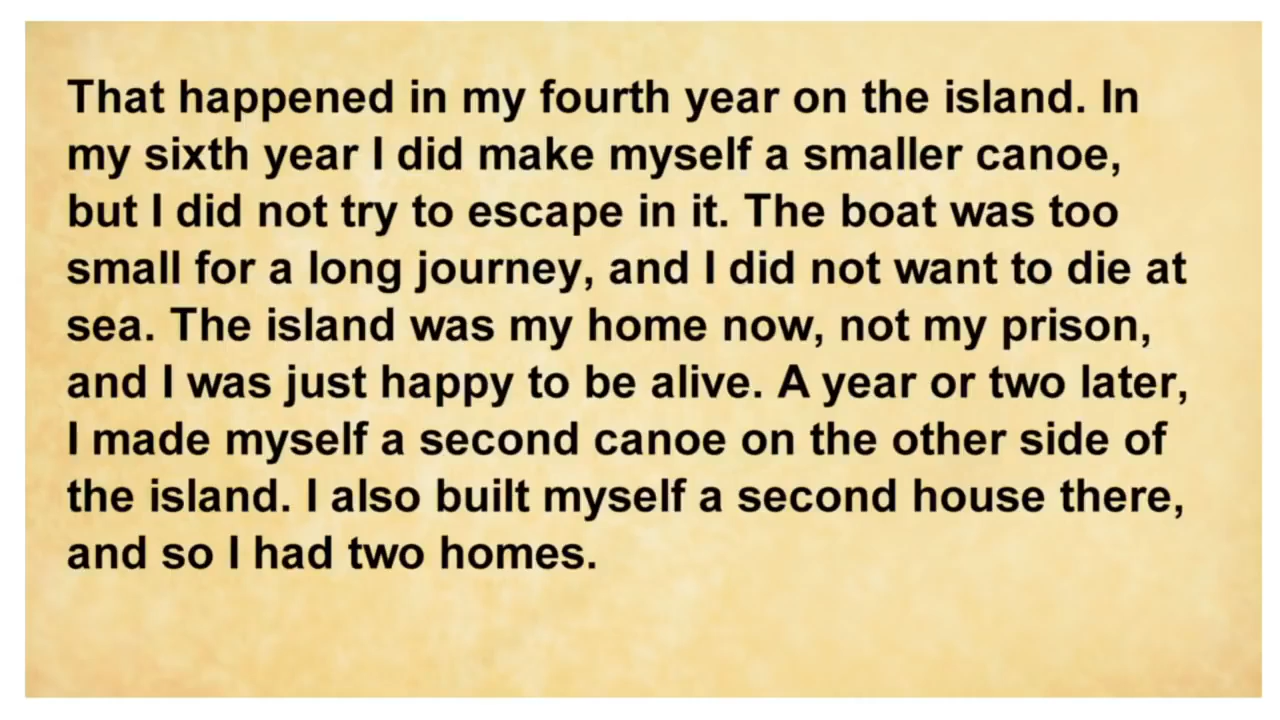 That happened in my fourth year on the island. In
my sixth year I did make myself a smaller canoe,
but I did not try to escape in it. The boat was too
small for a long journey, and I did not want to die at
sea. The island was my home now, not my prison,
and I was just happy to be alive. A year or two later,
I made myself a second canoe on the other side of
the island. I also built myself a second house there,
and so I had two homes.